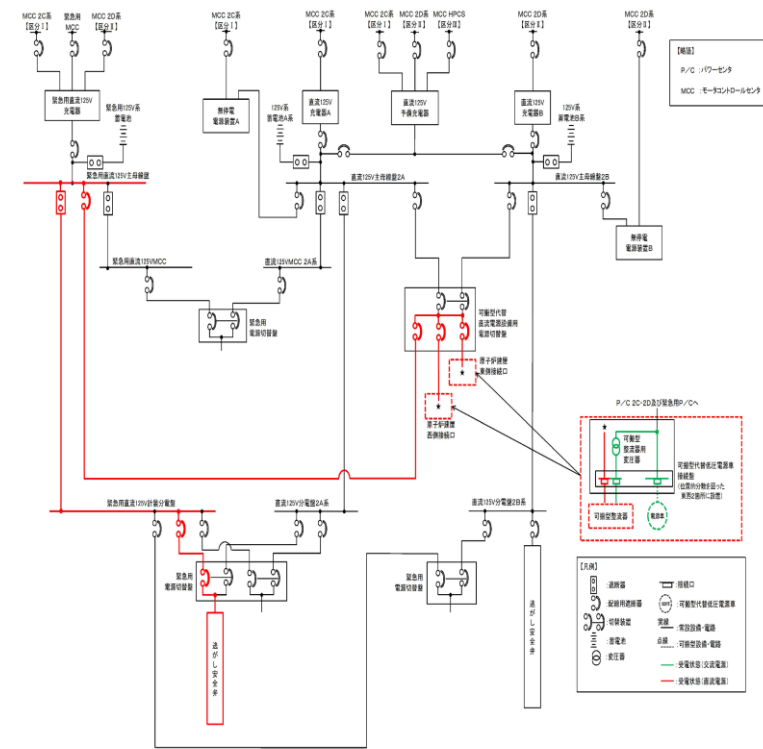 MCC 2C系
【区分Ⅰ】
緊急用
MCC
MCC 2D系
【区分Ⅱ】
MCC 2C系
【区分Ⅰ】
MCC 2C系
【区分Ⅰ】
MCC 2C系
【区分Ⅰ】
MCC 2D系
【区分Ⅱ】
MCC HPCS
【区分Ⅲ】
MCC 2D系
【区分Ⅱ】
MCC 2D系
【区分Ⅱ】
【略語】
P/C :パワーセンタ
MCC :モータコントロールセンタ
緊急用直流125V
充電器
緊急用125V系
蓄電池
無停電
電源装置A
125V系
蓄電池A系
直流125V
充電器A
直流125V
予備充電器
直流125V
充電器B
125V系
蓄電池B系
緊急用直流125V主母線盤
直流125V主母線盤2A
直流125V主母線盤2B
無停電
電源装置B
緊急用直流125VMCC
直流125VMCC 2A系
緊急用
電源切替盤
可搬型代替
直流電源設備用
電源切替盤
原子炉建屋
東側接続口
原子炉建屋
西側接続口
P/C 2C・2D及び緊急用P/Cへ
可搬型
整流器用
変圧器
可搬型代替低圧電源車
接続盤
(位置的分散を図った
東西2箇所に設置)
可搬型整流器
電源車
緊急用直流125V計装分電盤
直流125V分電盤2A系
直流125V分電盤2B系
緊急用
電源切替盤
緊急用
電源切替盤
逃がし安全弁
逃がし安全弁
【凡例】
:遮断器
:接続口
:配線用遮断器
:可搬型代替低圧電源車
:切替装置
実線
:常設設備・電路
:蓄電池
点線
:可搬型設備・電路
:変圧器
:受電状態(交流電源)
:受電状態(直流電源)